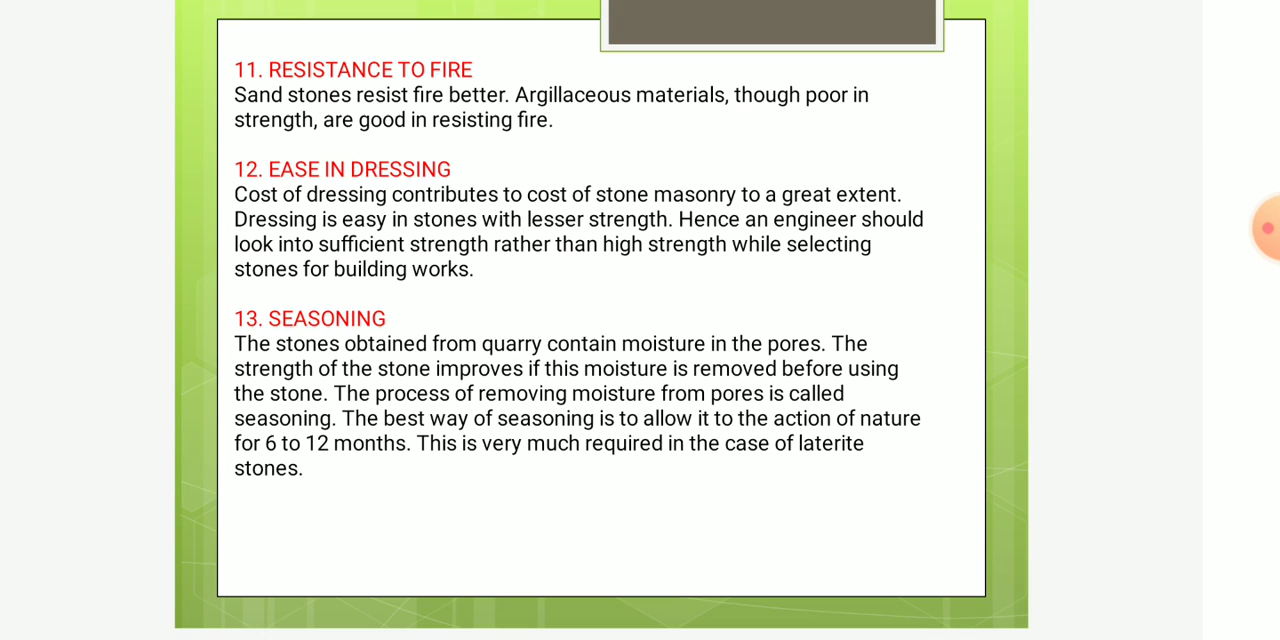 11. RESISTANCE TO FIRE
Sand stones resist fire better. Argillaceous materials, though poor in
strength, are good in resisting fire.
12. EASE IN DRESSING
Cost of dressing contributes to cost of stone masonry to a great extent.
Dressing is easy in stones with lesser strength. Hence an engineer should
look into sufficient strength rather than high strength while selecting
stones for building works.
13. SEASONING
The stones obtained from quarry contain moisture in the pores. The
strength of the stone improves if this moisture is removed before using
the stone. The process of removing moisture from pores is called
seasoning. The best way of seasoning is to allow it to the action of nature
for 6 to 12 months. This is very much required in the case of laterite
stones.